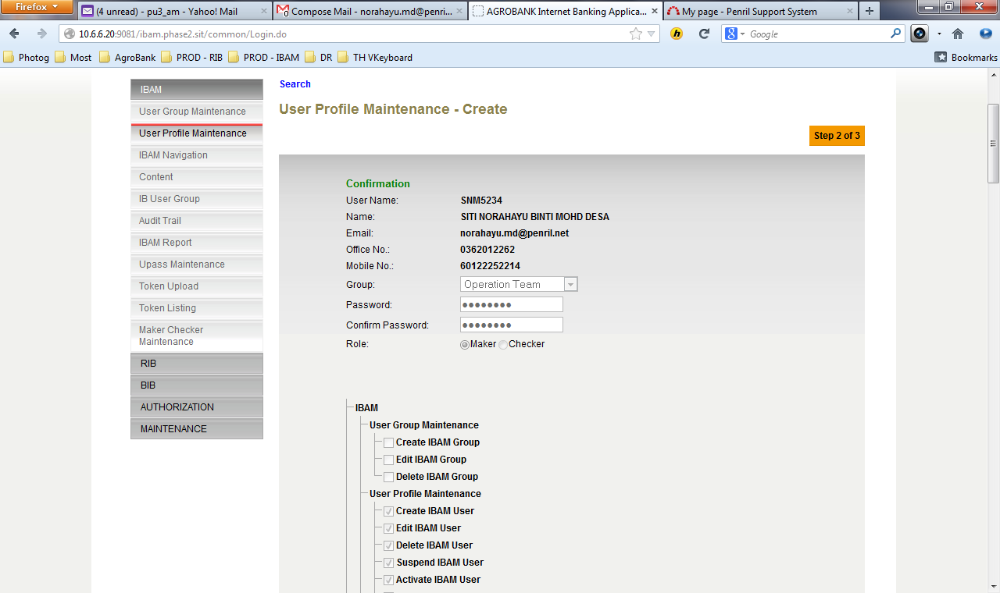 Firefox
(4 unread) - pu3_am - Yahoo! Mail
Compose Mail - norahayu.md@penri...
AGROBANK Internet Banking Applica...
My page - Penril Support System
10.6.6.20:9081/ibam.phase2.sit/common/Login.do
Google
Photog
Most
AgroBank
PROD - RIB
PROD - IBAM
DR
TH VKeyboard
Bookmarks
IBAM
User Group Maintenance
User Profile Maintenance
IBAM Navigation
Content
IB User Group
Audit Trail
IBAM Report
Upass Maintenance
Token Upload
Token Listing
Maker Checker
Maintenance
RIB
BIB
AUTHORIZATION
MAINTENANCE
Search
User Profile Maintenance - Create
Step 2 of 3
Confirmation
User Name: SNM5234
Name: SITI NORAHAYU BINTI MOHD DESA
Email: norahayu.md@penril.net
Office No.: 0362012262
Mobile No.: 60122252214
Group: Operation Team
Password: ●●●●●●●●
Confirm Password: ●●●●●●●●
Role: Maker Checker
IBAM
User Group Maintenance
Create IBAM Group
Edit IBAM Group
Delete IBAM Group
User Profile Maintenance
Create IBAM User
Edit IBAM User
Delete IBAM User
Suspend IBAM User
Activate IBAM User